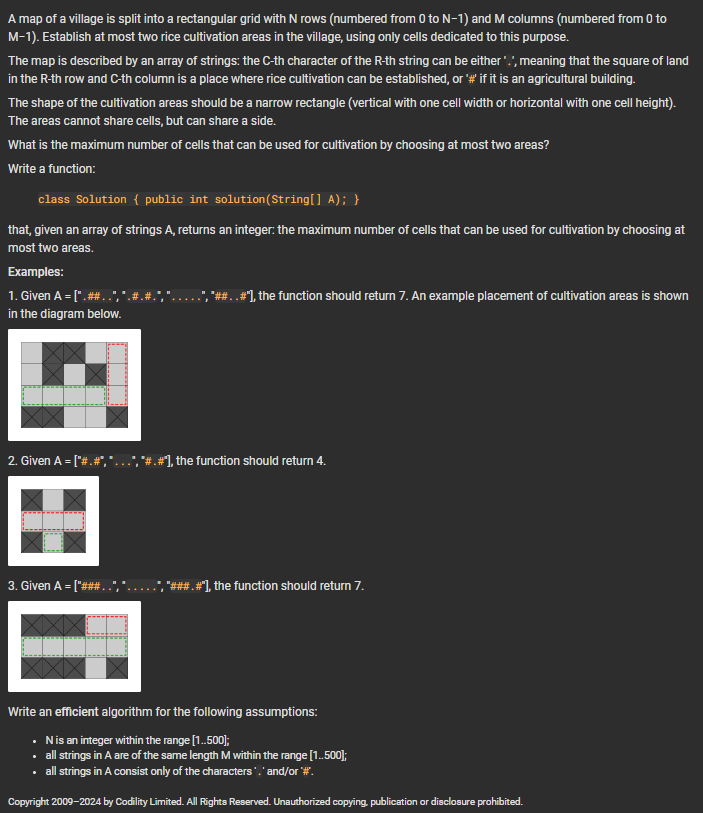 A map of a village is split into a rectangular grid with N rows (numbered from 0 to N−1) and M columns (numbered from 0 to
M−1). Establish at most two rice cultivation areas in the village, using only cells dedicated to this purpose.
The map is described by an array of strings: the C-th character of the R-th string can be either '.', meaning that the square of land
in the R-th row and C-th column is a place where rice cultivation can be established, or '#' if it is an agricultural building.
The shape of the cultivation areas should be a narrow rectangle (vertical with one cell width or horizontal with one cell height).
The areas cannot share cells, but can share a side.
What is the maximum number of cells that can be used for cultivation by choosing at most two areas?
Write a function:
class Solution { public int solution(String[] A); }
that, given an array of strings A, returns an integer: the maximum number of cells that can be used for cultivation by choosing at
most two areas.
Examples:
1. Given A = [".##..", ".#.#.", ".....", "##..#"], the function should return 7. An example placement of cultivation areas is shown
in the diagram below.
2. Given A = ["#.#", "...", "#.#"], the function should return 4.
3. Given A = ["###..", ".....", "###.#"], the function should return 7.
Write an efficient algorithm for the following assumptions:
• N is an integer within the range [1..500];
• all strings in A are of the same length M within the range [1..500];
• all strings in A consist only of the characters '.' and/or '#'.
Copyright 2009–2024 by Codility Limited. All Rights Reserved. Unauthorized copying, publication or disclosure prohibited.